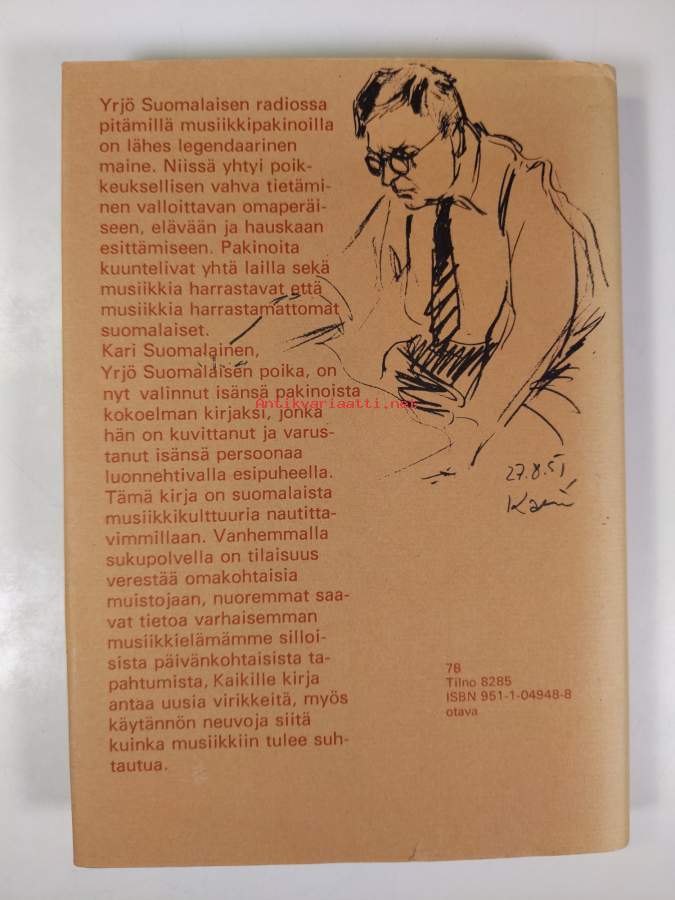 Yrjö Suomalaisen radiossa
pitämillä musiikkipakinoilla
on lähes legendaarinen
maine. Niissä yhtyi poik-
keuksellisen vahva tietämi-
nen valloittavan omaperäi-
seen, elävään ja hauskaan
esittämiseen. Pakinoita
kuuntelivat yhtä lailla sekä
musiikkia harrastavat että
musiikkia harrastamattomat
suomalaiset.
Kari Suomalainen,
Yrjö Suomalaisen poika, on
nyt valinnut isänsä pakinoista
kokoelman kirjaksi, jonka
hän on kuvittanut ja varus-
tanut isänsä persoonaa
luonnehtivalla esipuheella.
Tämä kirja on suomalaista
musiikkikulttuuria nautitta-
vimmillaan. Vanhemmalla
sukupolvella on tilaisuus
verestää omakohtaisia
muistojaan, nuoremmat saa-
vat tietoa varhaisemman
musiikkielämämme silloi-
sista päivänkohtaisista ta-
pahtumista, Kaikille kirja
antaa uusia virikkeitä, myös
käytännön neuvoja siitä
kuinka musiikkiin tulee suh-
tautua.
Antikvariaatti.net
27.8.51
Kari
78
Tilno 8285
ISBN 951-1-04948-8
otava